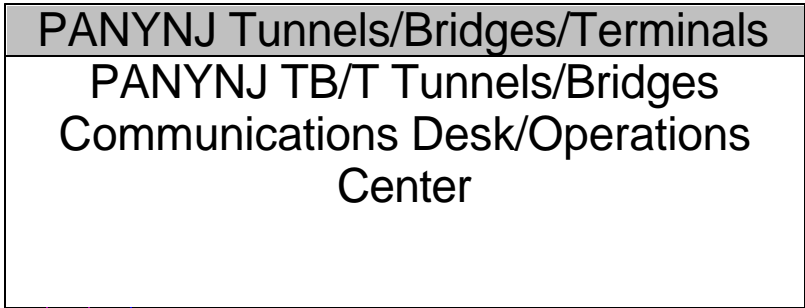 PANYNJ Tunnels/Bridges/Terminals
PANYNJ TB/T Tunnels/Bridges
Communications Desk/Operations
Center